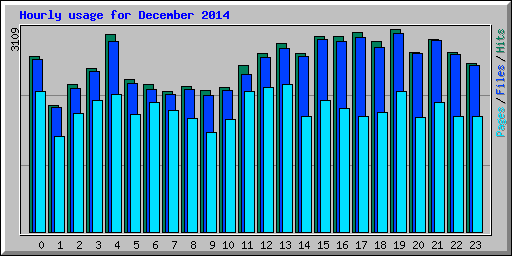 Hourly usage for December 2014
3109
Pages / Files / Hits
0 1 2 3 4 5 6 7 8 9 10 11 12 13 14 15 16 17 18 19 20 21 22 23